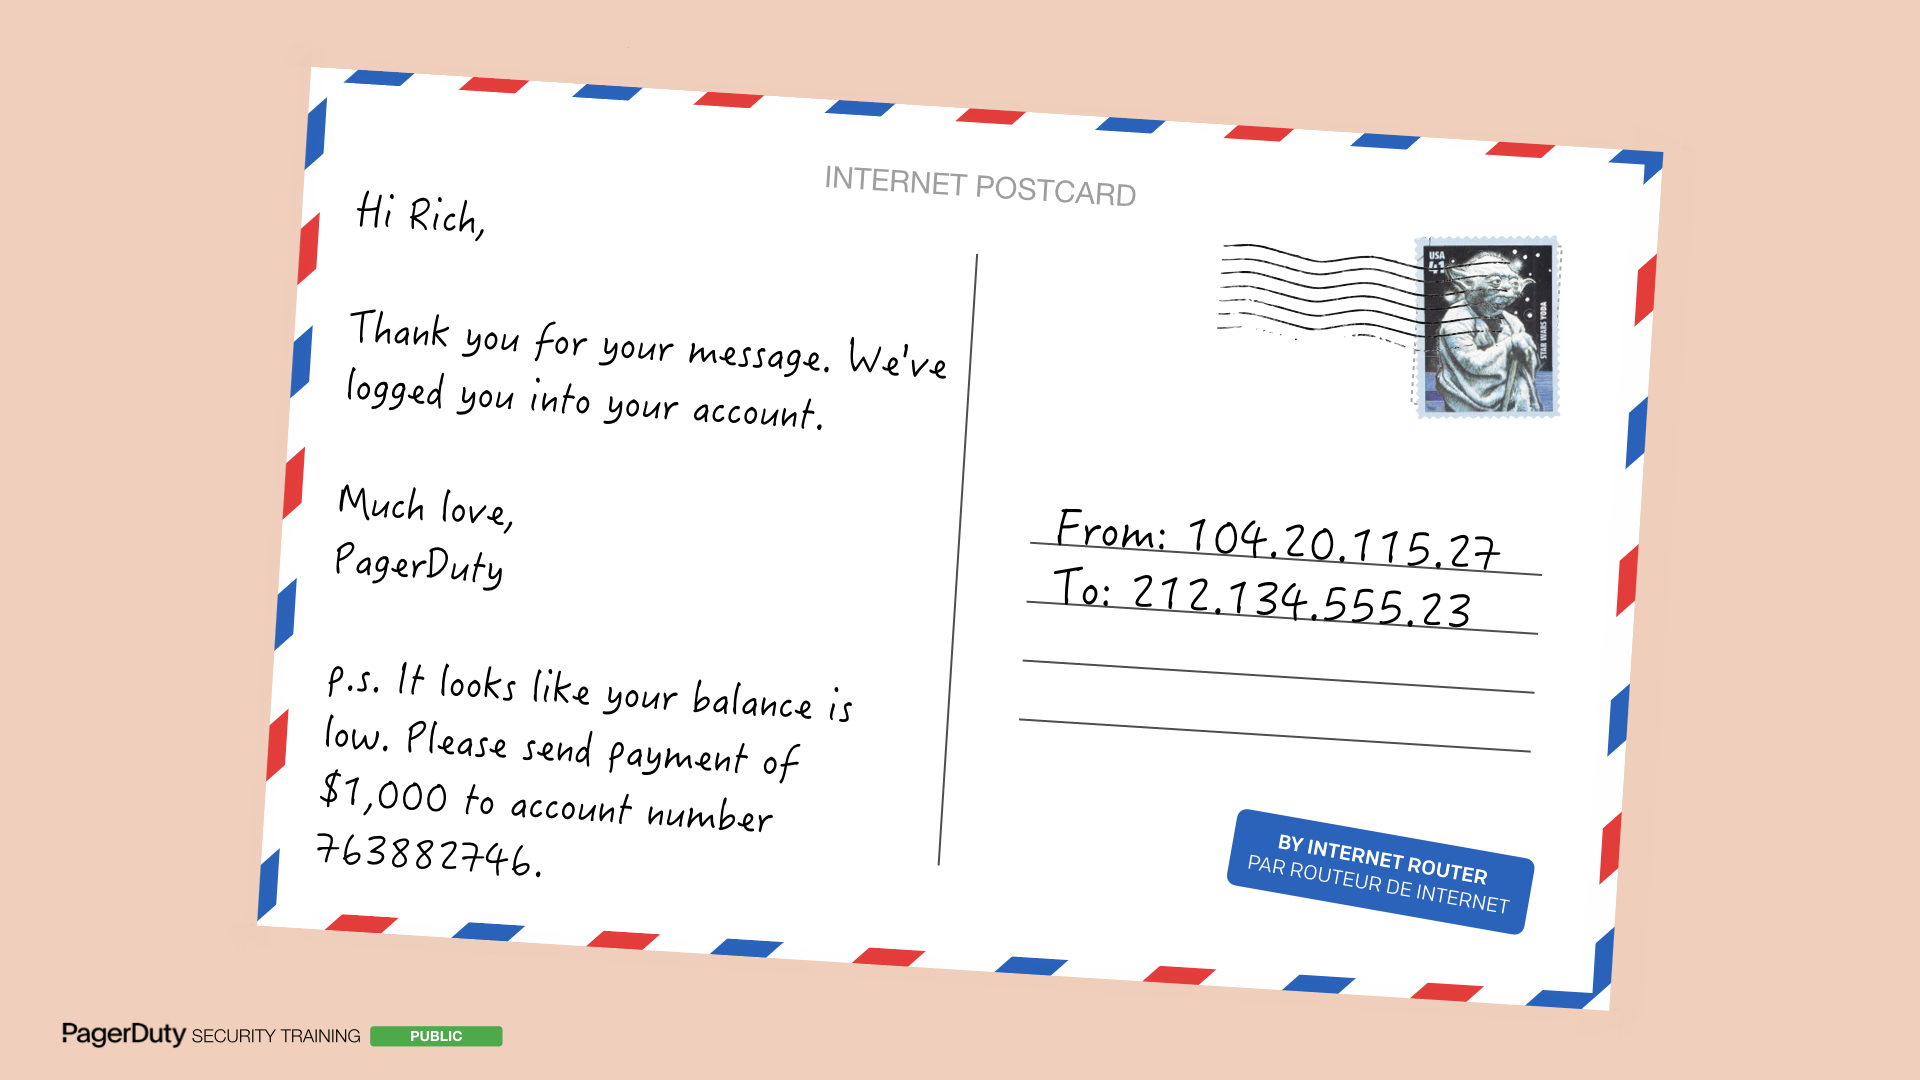 INTERNET POSTCARD
Hi Rich,
Thank you for your message. We've
logged you into your account.
Much love,
PagerDuty
p.s. It looks like your balance is
low. Please send payment of
$1,000 to account number
763882746.
USA
41
STAR WARS YODA
From: 104.20.115.27
To: 212.134.555.23
BY INTERNET ROUTER
PAR ROUTEUR DE INTERNET
PagerDuty SECURITY TRAINING PUBLIC